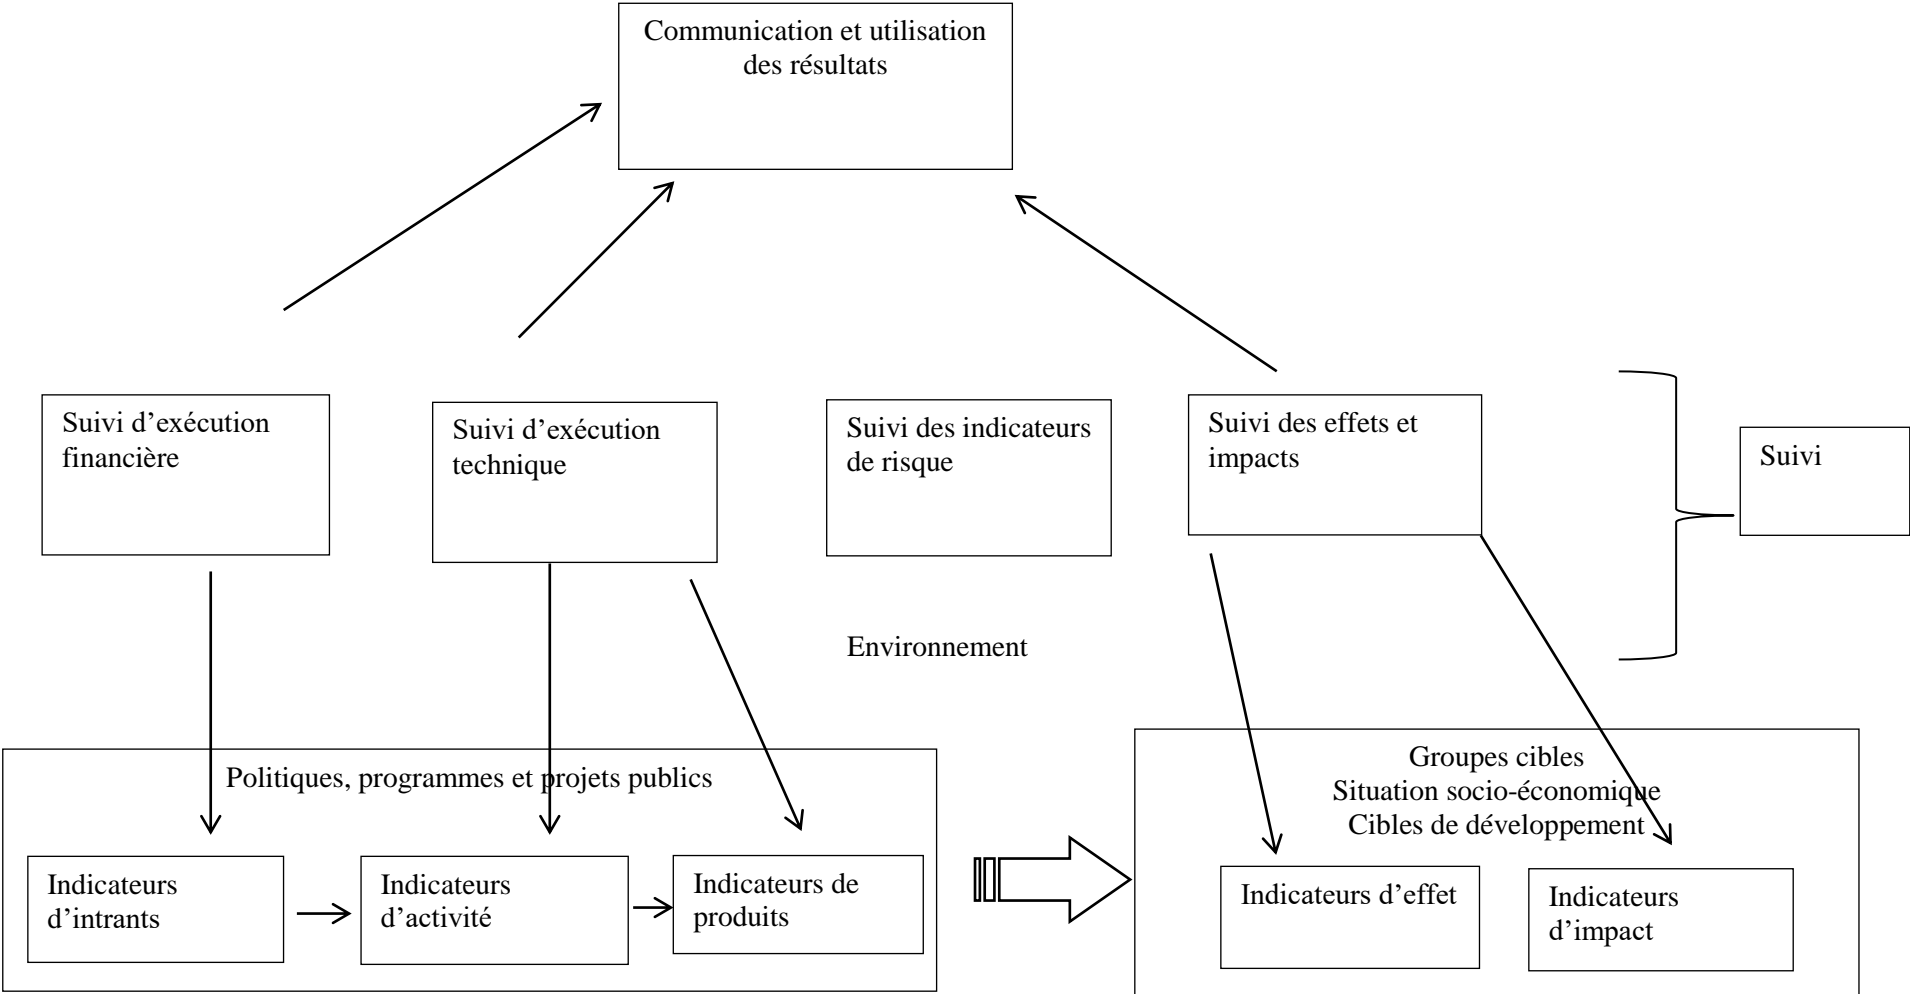 Communication et utilisation
des résultats
Suivi d’exécution
financière
Suivi d’exécution
technique
Suivi des indicateurs
de risque
Suivi des effets et
impacts
Suivi
Environnement
Politiques, programmes et projets publics
Indicateurs
d’intrants
Indicateurs
d’activité
Indicateurs de
produits
Groupes cibles
Situation socio-économique
Cibles de développement
Indicateurs d’effet
Indicateurs
d’impact